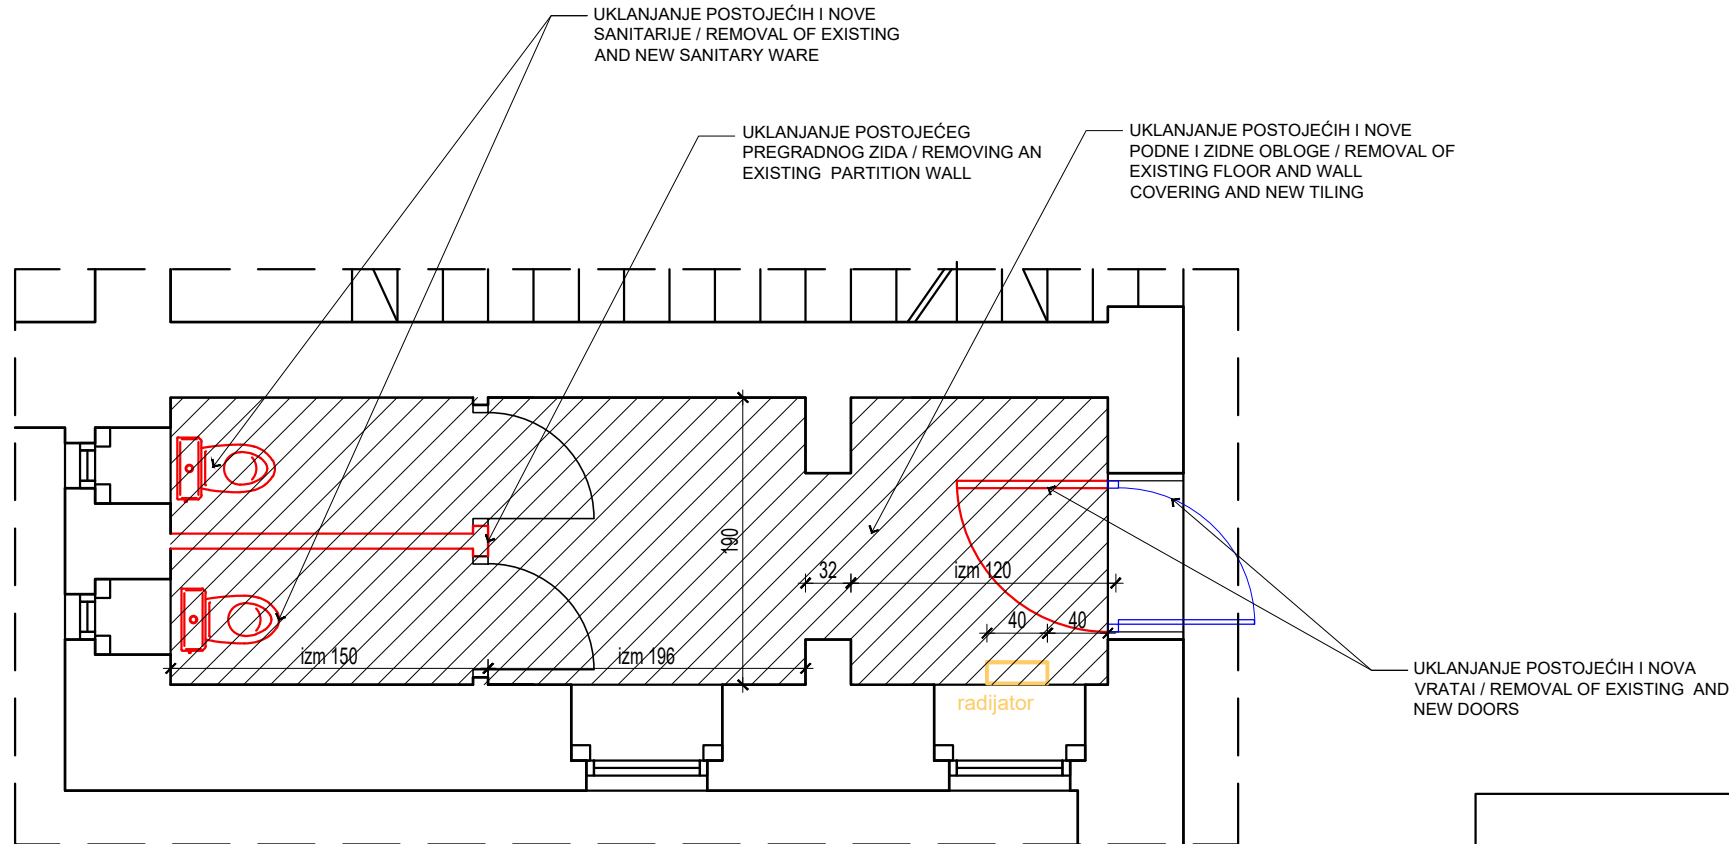 UKLANJANJE POSTOJEĆIH I NOVE
SANITARIJE / REMOVAL OF EXISTING
AND NEW SANITARY WARE
UKLANJANJE POSTOJEĆEG
PREGRADNOG ZIDA / REMOVING AN
EXISTING PARTITION WALL
UKLANJANJE POSTOJEĆIH I NOVE
PODNE I ZIDNE OBLOGE / REMOVAL OF
EXISTING FLOOR AND WALL
COVERING AND NEW TILING
190
32
izm 120
40
40
izm 150
izm 196
radijator
UKLANJANJE POSTOJEĆIH I NOVA
VRATAI / REMOVAL OF EXISTING AND
NEW DOORS